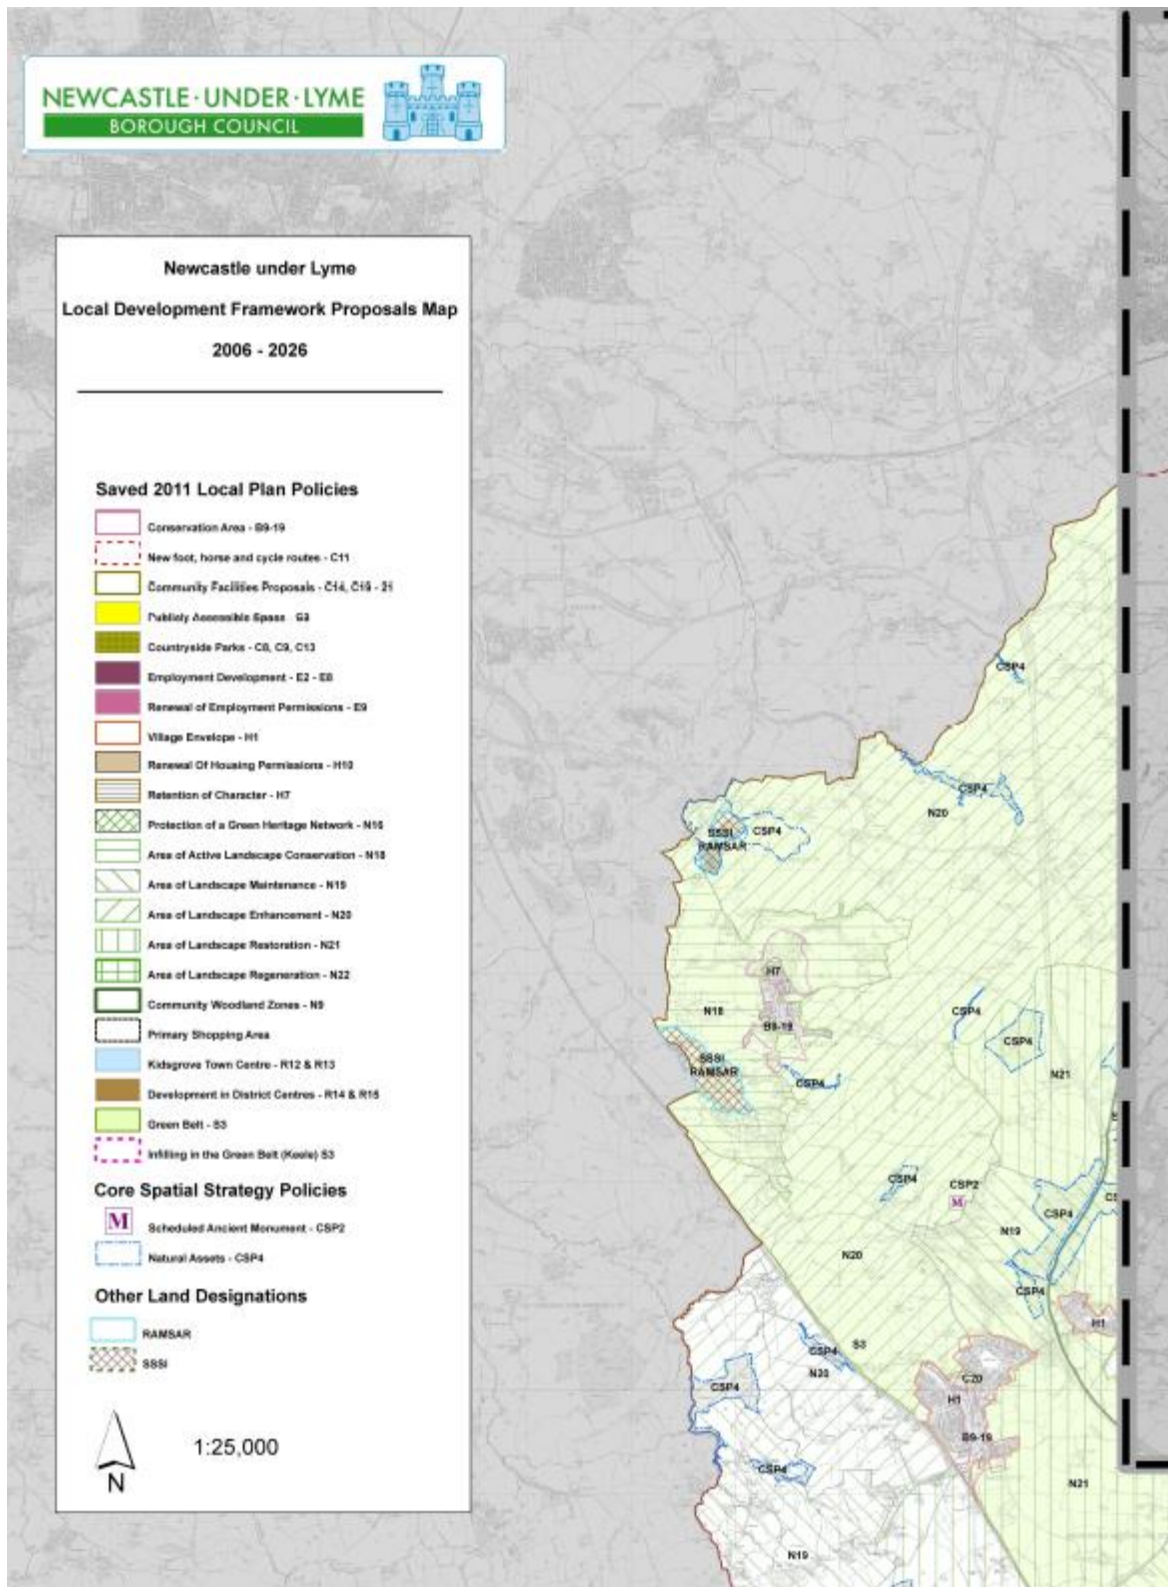 NEWCASTLE·UNDER·LYME
BOROUGH COUNCIL
Newcastle under Lyme
Local Development Framework Proposals Map
2006 - 2026
Saved 2011 Local Plan Policies
Conservation Area - B9-19
New foot, horse and cycle routes - C11
Community Facilities Proposals - C14, C19 - 21
Publicly Accessible Space -
Countryside Parks - C8, C9, C13
Employment Development - E2 - E8
Renewal of Employment Permissions - E9
Village Envelope - H1
Renewal Of Housing Permissions - H10
Retention of Character - H7
Protection of a Green Heritage Network - N16
Area of Active Landscape Conservation - N18
Area of Landscape Maintenance - N19
Area of Landscape Enhancement - N20
Area of Landscape Restoration - N21
Area of Landscape Regeneration - N22
Community Woodland Zones - N9
Primary Shopping Area
Kidsgrove Town Centre - R12 & R13
Development in District Centres - R14 & R15
Green Belt - S3
Infilling in the Green Belt (Keele) S3
Core Spatial Strategy Policies
M
Scheduled Ancient Monument - CSP2
Natural Assets - CSP4
Other Land Designations
RAMSAR
SSSI
N
1:25,000
CSP4
CSP4
N20
SSSI
RAMSAR
CSP4
H7
N18
B9-19
CSP4
CSP4
SSSI
RAMSAR
CSP4
N21
CSP4
CSP2
M
CSP4
N19
N20
CSP4
H1
S3
CSP4
N20
CSP4
C20
H1
B9-19
CSP4
N21
N19